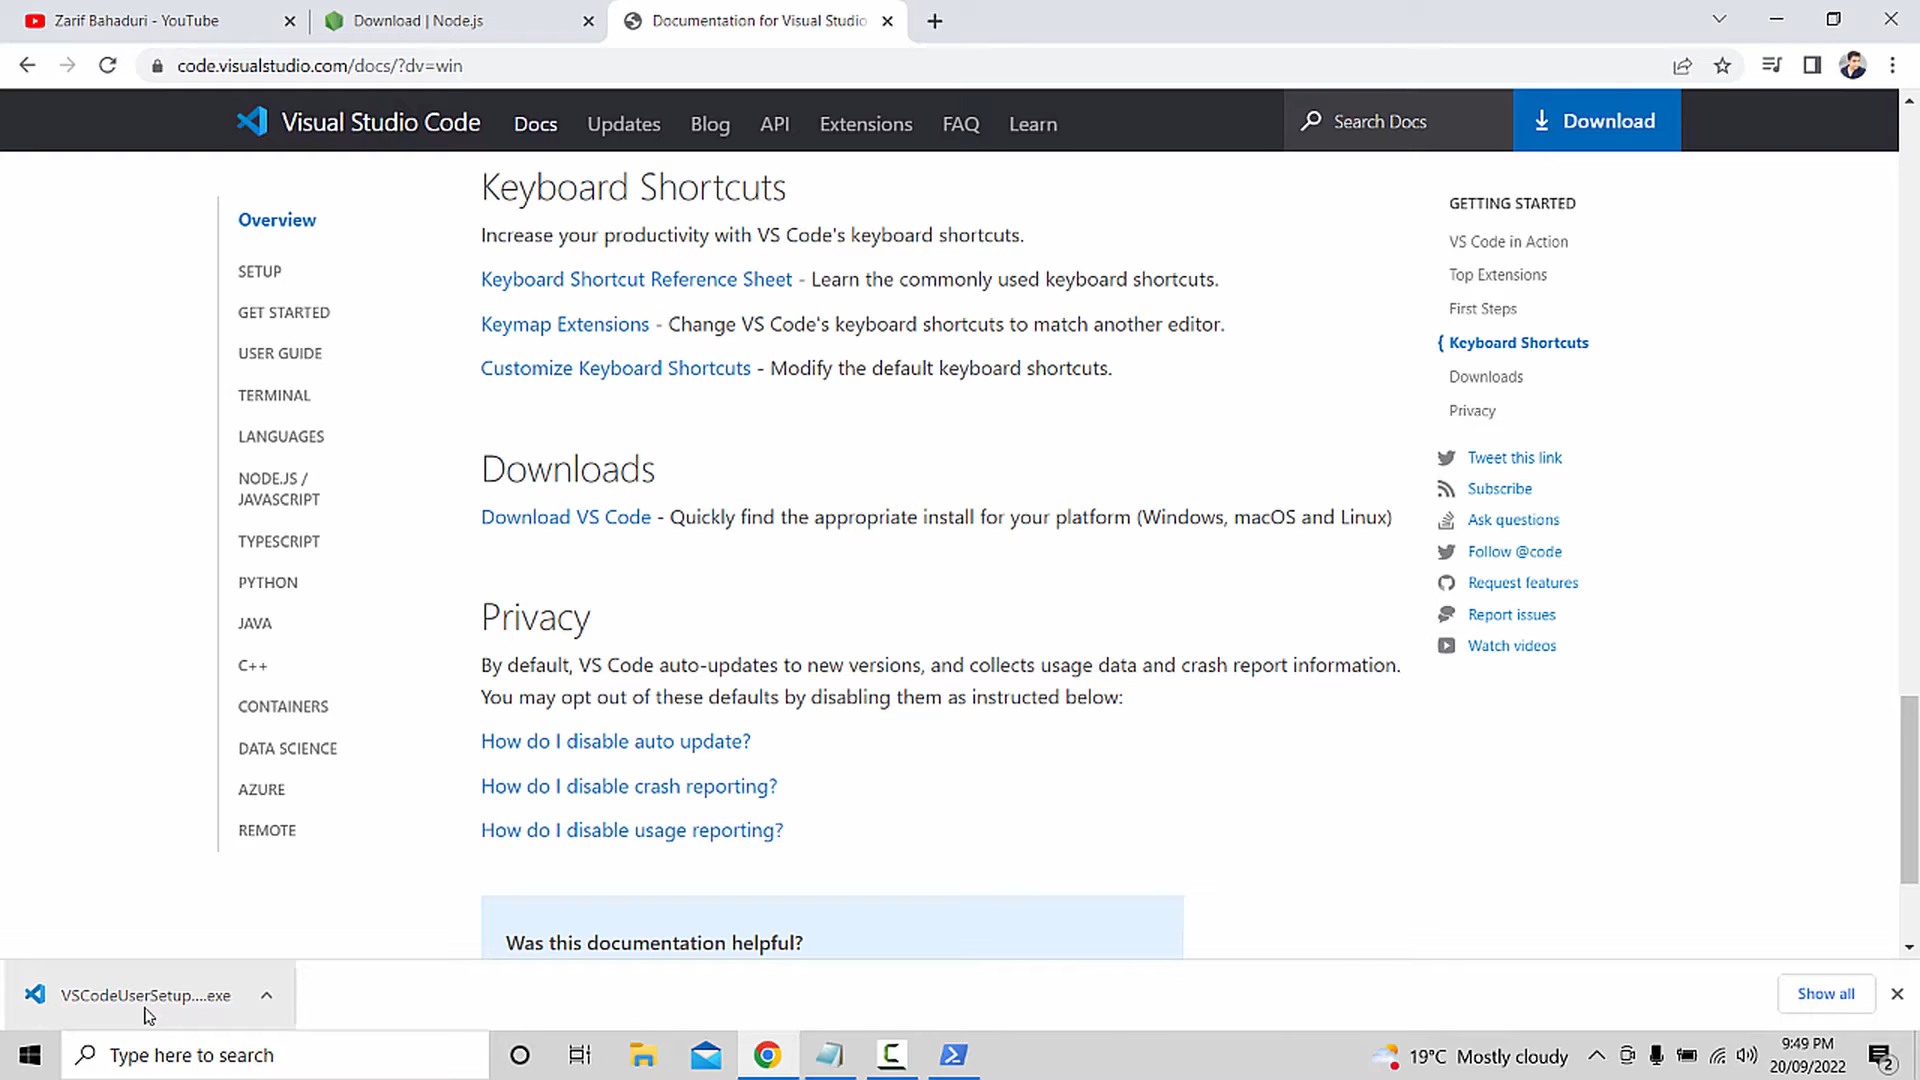 Zarif Bahaduri - YouTube
Download | Node.js
Documentation for Visual Studio
code.visualstudio.com/docs/?dv=win
Visual Studio Code
Docs
Updates
Blog
API
Extensions
FAQ
Learn
Search Docs
Download
Overview
SETUP
GET STARTED
USER GUIDE
TERMINAL
LANGUAGES
NODE.JS /
JAVASCRIPT
TYPESCRIPT
PYTHON
JAVA
C++
CONTAINERS
DATA SCIENCE
AZURE
REMOTE
Keyboard Shortcuts
Increase your productivity with VS Code's keyboard shortcuts.
Keyboard Shortcut Reference Sheet - Learn the commonly used keyboard shortcuts.
Keymap Extensions - Change VS Code's keyboard shortcuts to match another editor.
Customize Keyboard Shortcuts - Modify the default keyboard shortcuts.
Downloads
Download VS Code - Quickly find the appropriate install for your platform (Windows, macOS and Linux)
Privacy
By default, VS Code auto-updates to new versions, and collects usage data and crash report information.
You may opt out of these defaults by disabling them as instructed below:
How do I disable auto update?
How do I disable crash reporting?
How do I disable usage reporting?
Was this documentation helpful?
GETTING STARTED
VS Code in Action
Top Extensions
First Steps
{ Keyboard Shortcuts
Downloads
Privacy
Tweet this link
Subscribe
Ask questions
Follow @code
Request features
Report issues
Watch videos
VSCodeUserSetup....exe
Show all
Type here to search
19°C Mostly cloudy
9:49 PM
20/09/2022
2